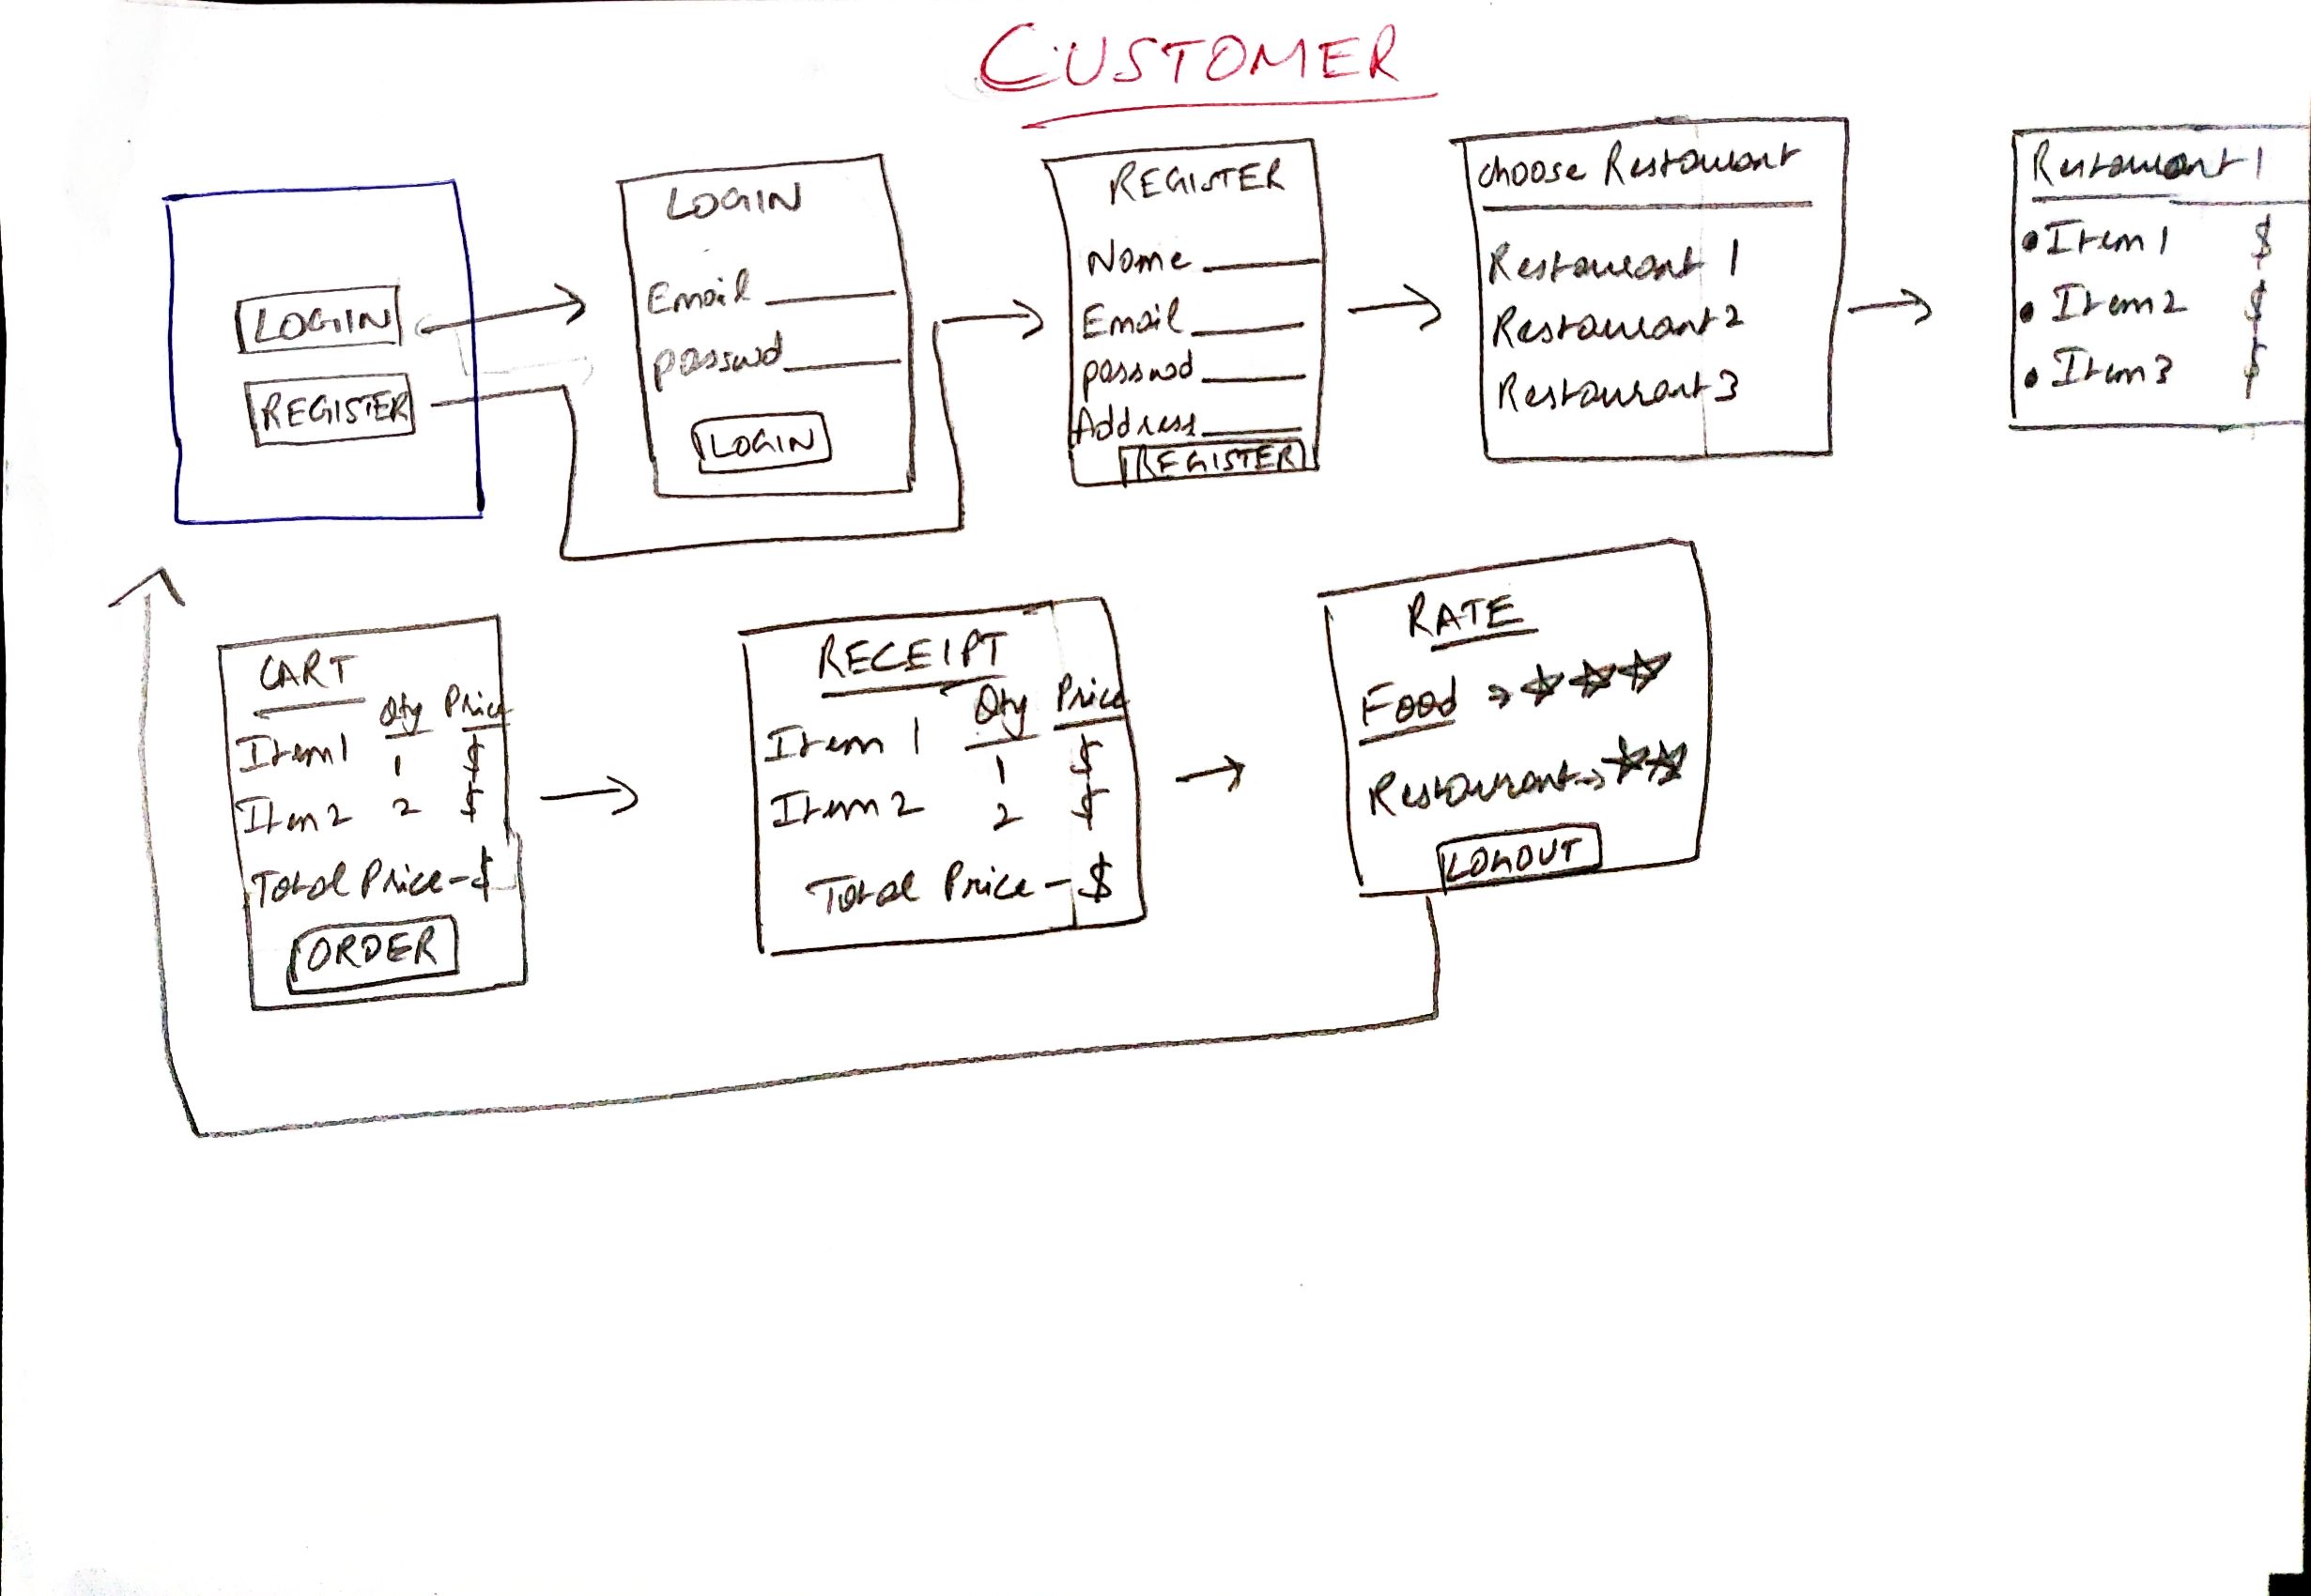 CUSTOMER
LOGIN
REGISTER
LOGIN
Email
passwd
LOGIN
REGISTER
Name
Email
passwd
Address
REGISTER
choose Restaurant
Restaurant 1
Restaurant 2
Restaurant 3
Restaurant 1
• Item 1 $
• Item 2 $
• Item 3 $
CART
Qty Price
Item 1 1 $
Item 2 2 $
Total Price - $
ORDER
RECEIPT
Qty Price
Item 1 1 $
Item 2 2 $
Total Price - $
RATE
Food → ★★★
Restaurant → ★★
LOGOUT